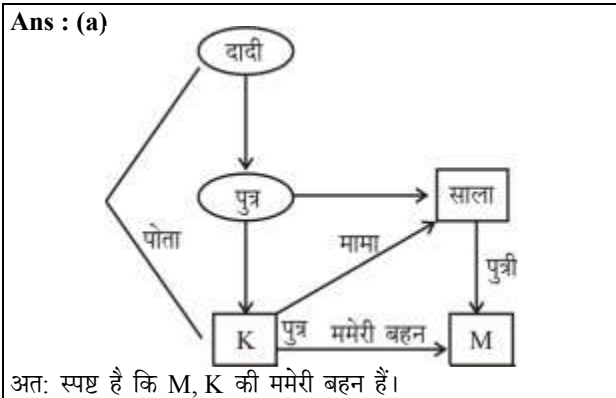 Ans : (a)
दादी
पुत्र
साला
पोता
मामा
पुत्री
K
पुत्र
ममेरी बहन
M
अत: स्पष्ट है कि M, K की ममेरी बहन हैं।